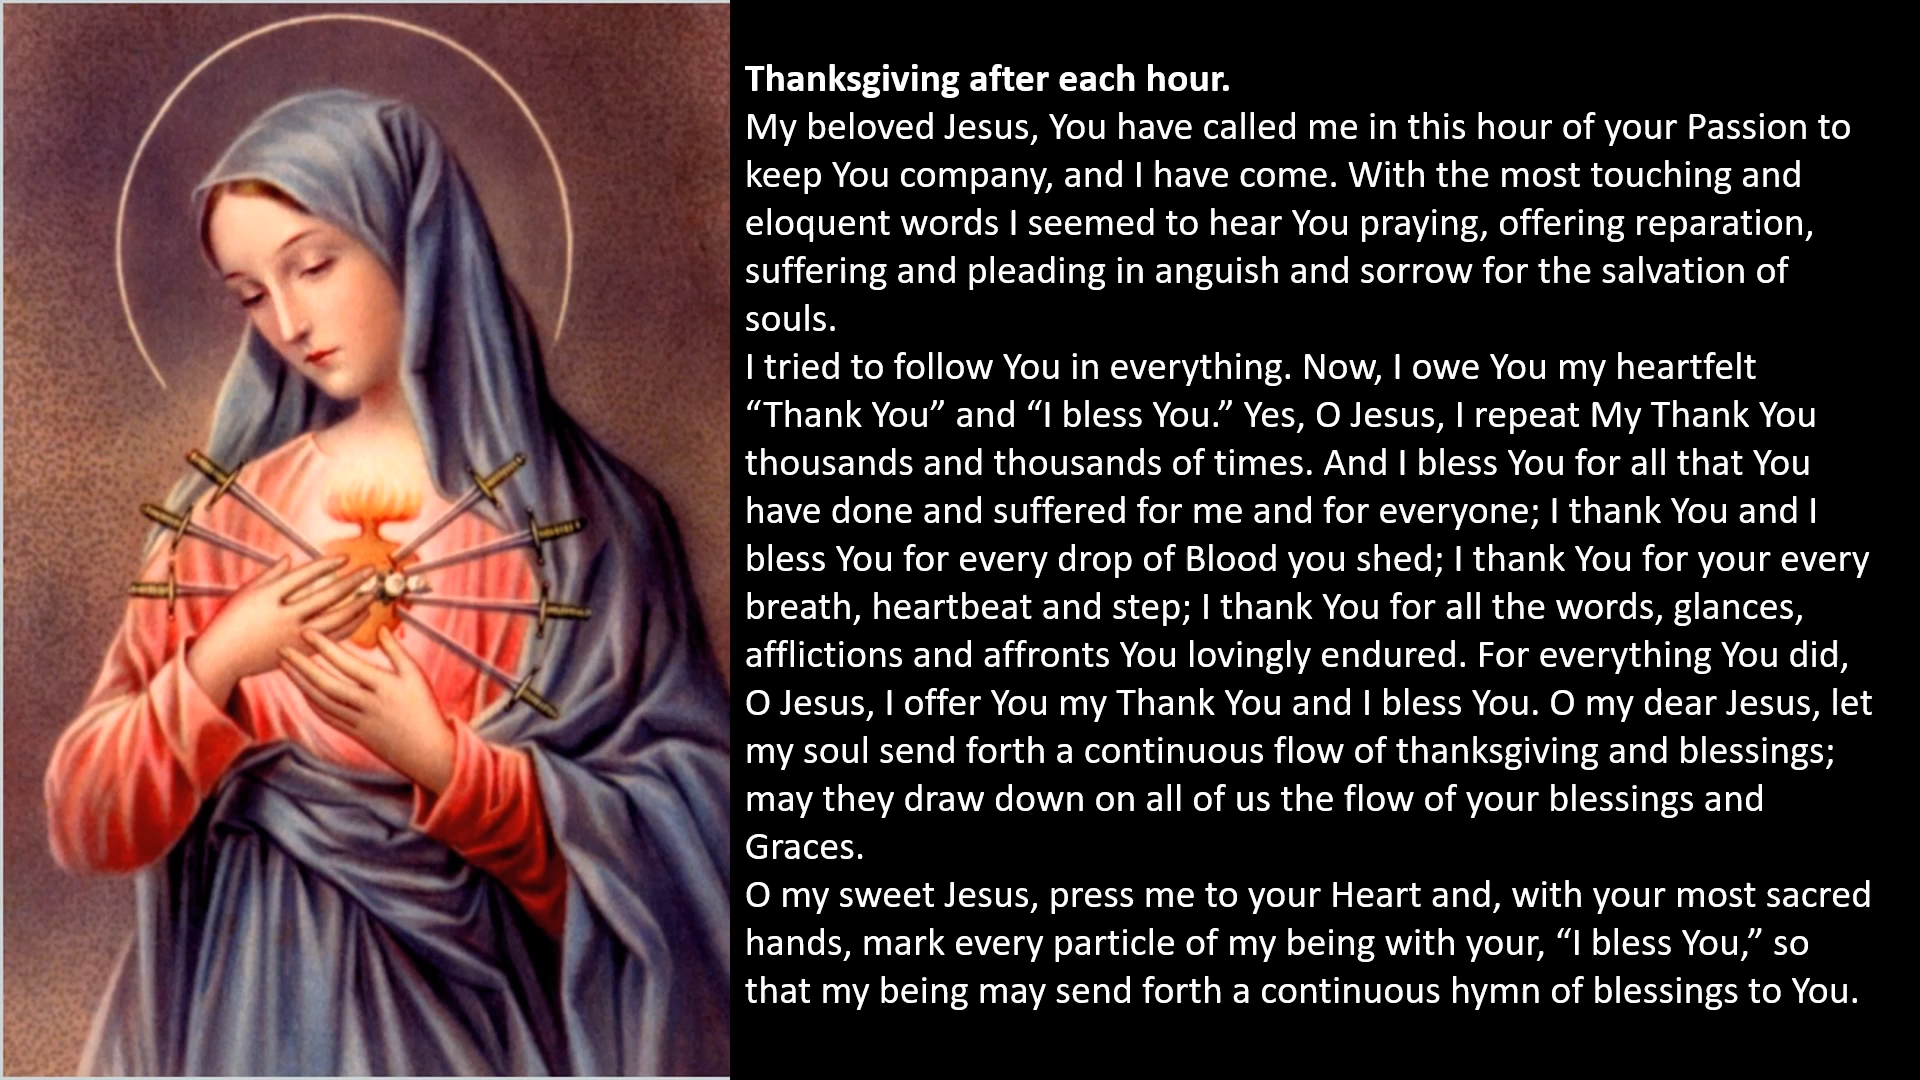 Thanksgiving after each hour.
My beloved Jesus, You have called me in this hour of your Passion to
keep You company, and I have come. With the most touching and
eloquent words I seemed to hear You praying, offering reparation,
suffering and pleading in anguish and sorrow for the salvation of
souls.
I tried to follow You in everything. Now, I owe You my heartfelt
“Thank You” and “I bless You.” Yes, O Jesus, I repeat My Thank You
thousands and thousands of times. And I bless You for all that You
have done and suffered for me and for everyone; I thank You and I
bless You for every drop of Blood you shed; I thank You for your every
breath, heartbeat and step; I thank You for all the words, glances,
afflictions and affronts You lovingly endured. For everything You did,
O Jesus, I offer You my Thank You and I bless You. O my dear Jesus, let
my soul send forth a continuous flow of thanksgiving and blessings;
may they draw down on all of us the flow of your blessings and
Graces.
O my sweet Jesus, press me to your Heart and, with your most sacred
hands, mark every particle of my being with your, “I bless You,” so
that my being may send forth a continuous hymn of blessings to You.